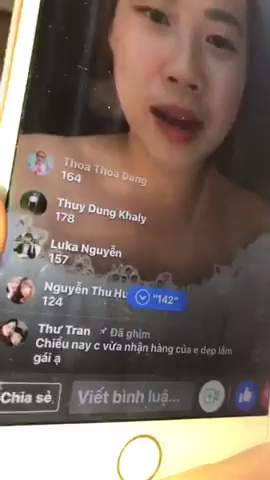 Thoa Thoa Dang
164
Thuy Dung Khaly
178
Luka Nguyễn
157
Nguyễn Thu Hu
"142"
124
Thư Tran Đã ghim
Chiều nay c vừa nhận hàng của e dẹp lắm
gái ạ
Chia sẻ Viết bình luậ...